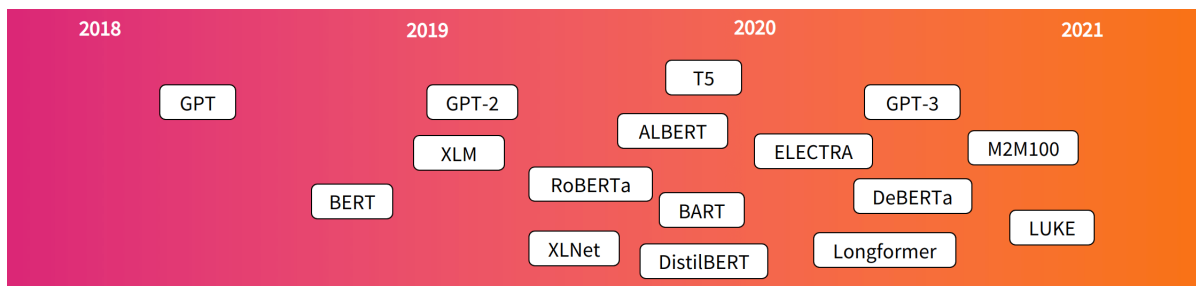 2018
2019
2020
2021
T5
GPT
GPT-2
GPT-3
ALBERT
XLM
ELECTRA
M2M100
RoBERTa
BERT
BART
DeBERTa
LUKE
XLNet
DistilBERT
Longformer